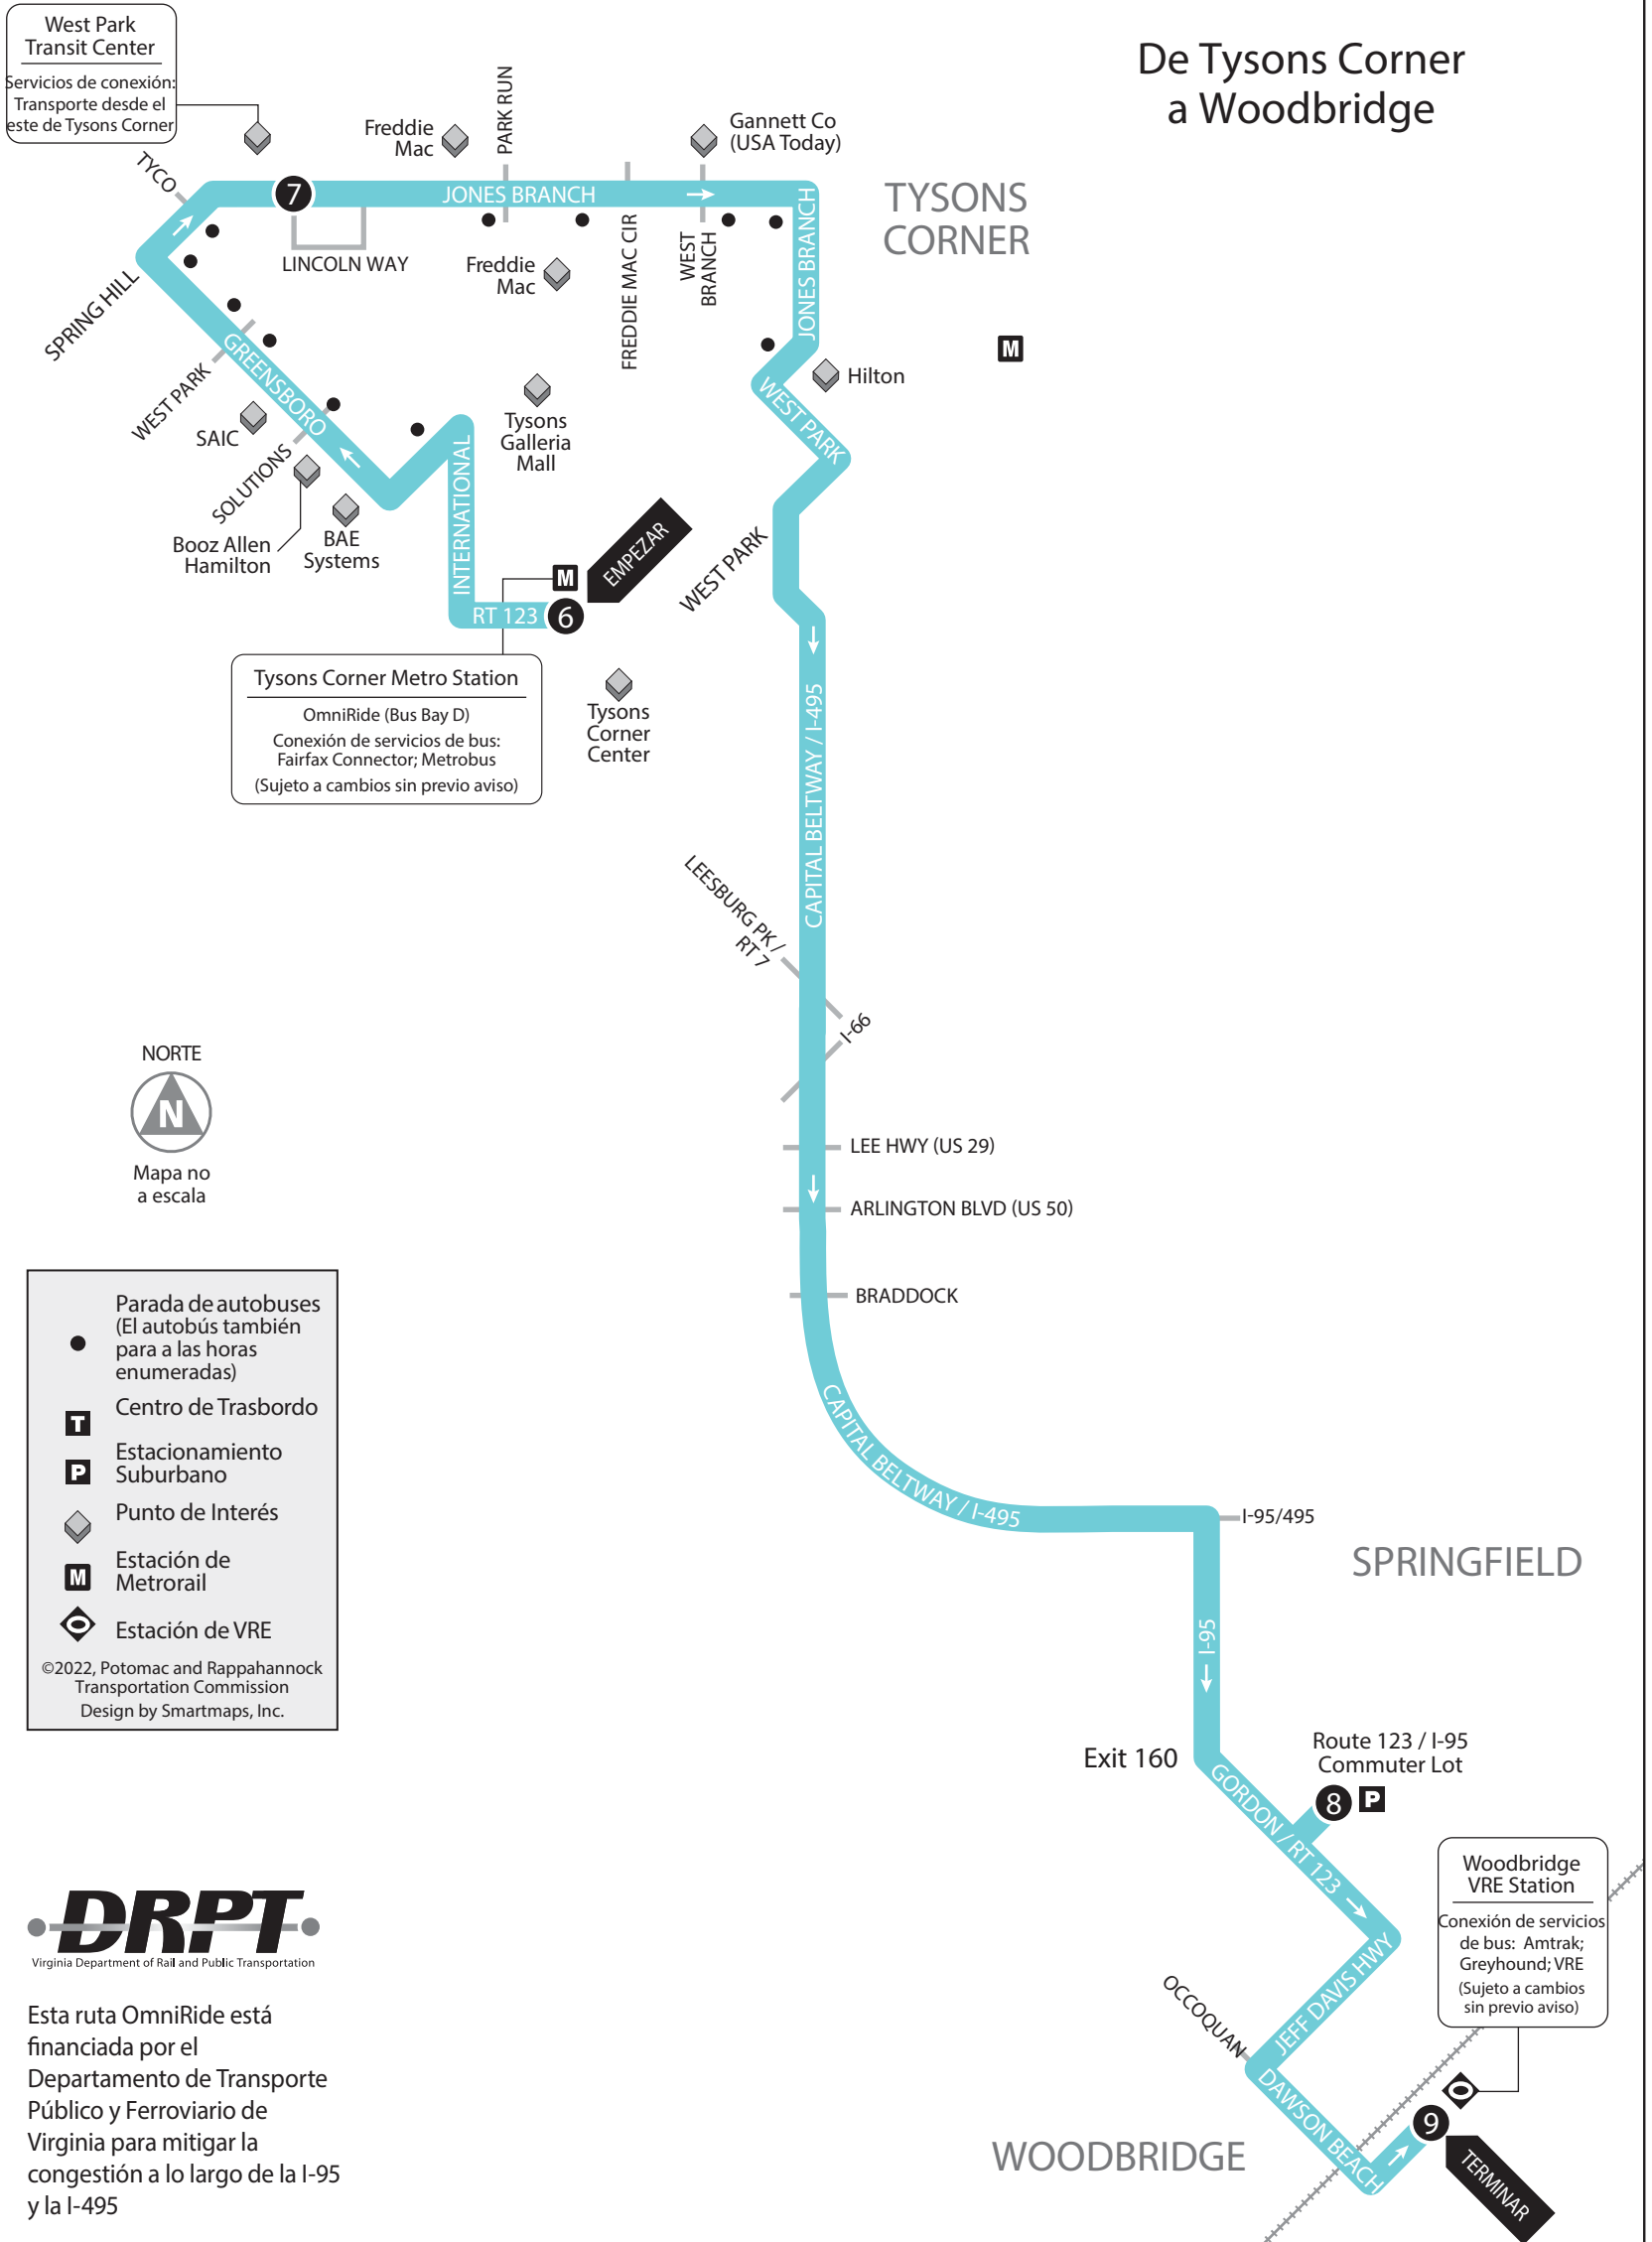 De Tysons Corner
a Woodbridge
West Park
Transit Center
Servicios de conexión:
Transporte desde el
este de Tysons Corner
TYCO
7
JONES BRANCH
LINCOLN WAY
Freddie
Mac
PARK RUN
Freddie
Mac
FREDDIE MAC CIR
Gannett Co
(USA Today)
WEST
BRANCH
JONES BRANCH
TYSONS
CORNER
M
Hilton
WEST PARK
WEST PARK
SPRING HILL
GREENSBORO
WEST PARK
SAIC
SOLUTIONS
Booz Allen
Hamilton
BAE
Systems
INTERNATIONAL
Tysons
Galleria
Mall
M
EMPEZAR
RT 123
6
Tysons Corner Metro Station
OmniRide (Bus Bay D)
Conexión de servicios de bus:
Fairfax Connector; Metrobus
(Sujeto a cambios sin previo aviso)
Tysons
Corner
Center
CAPITAL BELTWAY / I-495
LEESBURG PK /
RT 7
I-66
LEE HWY (US 29)
ARLINGTON BLVD (US 50)
BRADDOCK
CAPITAL BELTWAY / I-495
I-95/495
SPRINGFIELD
I-95
Exit 160
GORDON / RT 123
Route 123 / I-95
Commuter Lot
8
P
JEFF DAVIS HWY
OCCOQUAN
DAWSON BEACH
Woodbridge
VRE Station
Conexión de servicios
de bus: Amtrak;
Greyhound; VRE
(Sujeto a cambios
sin previo aviso)
9
TERMINAR
WOODBRIDGE
NORTE
N
Mapa no
a escala
Parada de autobuses
(El autobús también
para a las horas
enumeradas)
T
Centro de Trasbordo
P
Estacionamiento
Suburbano
Punto de Interés
M
Estación de
Metrorail
Estación de VRE
©2022, Potomac and Rappahannock
Transportation Commission
Design by Smartmaps, Inc.
DRPT
Virginia Department of Rail and Public Transportation
Esta ruta OmniRide está
financiada por el
Departamento de Transporte
Público y Ferroviario de
Virginia para mitigar la
congestión a lo largo de la I-95
y la I-495